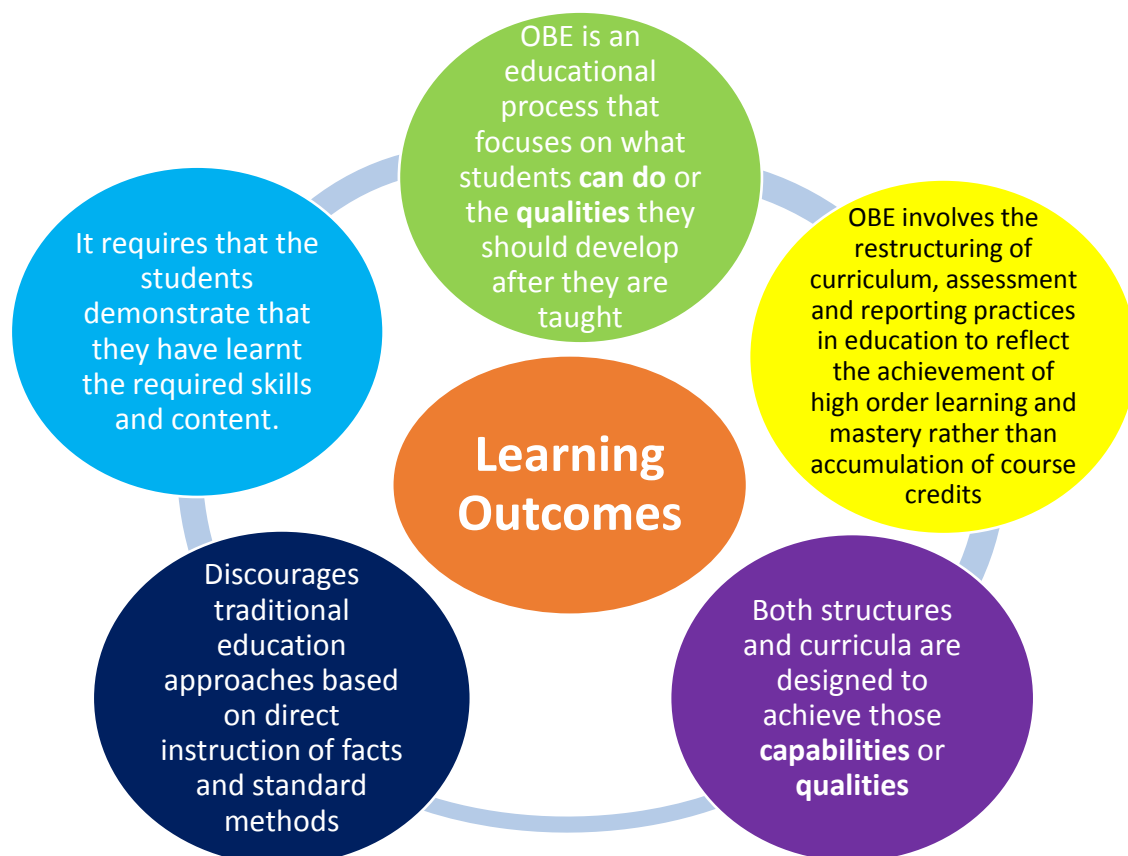 OBE is an
educational
process that
focuses on what
students can do or
the qualities they
should develop
after they are
taught
OBE involves the
restructuring of
curriculum, assessment
and reporting practices
in education to reflect
the achievement of
high order learning and
mastery rather than
accumulation of course
credits
Both structures
and curricula are
designed to
achieve those
capabilities or
qualities
Discourages
traditional
education
approaches based
on direct
instruction of facts
and standard
methods
It requires that the
students
demonstrate that
they have learnt
the required skills
and content.
Learning
Outcomes